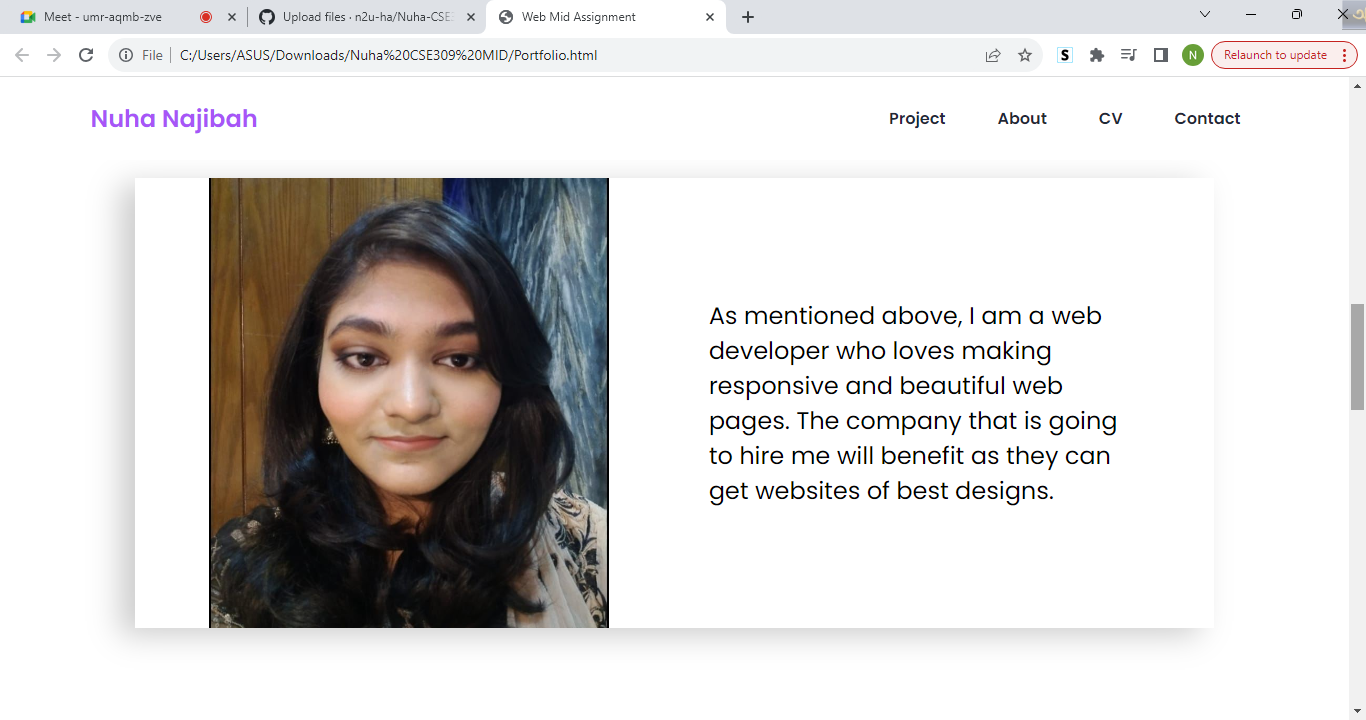 Meet - umr-aqmb-zve
Upload files · n2u-ha/Nuha-CSE
Web Mid Assignment
File
C:/Users/ASUS/Downloads/Nuha%20CSE309%20MID/Portfolio.html
S
N
Relaunch to update
Nuha Najibah
Project
About
CV
Contact
As mentioned above, I am a web
developer who loves making
responsive and beautiful web
pages. The company that is going
to hire me will benefit as they can
get websites of best designs.